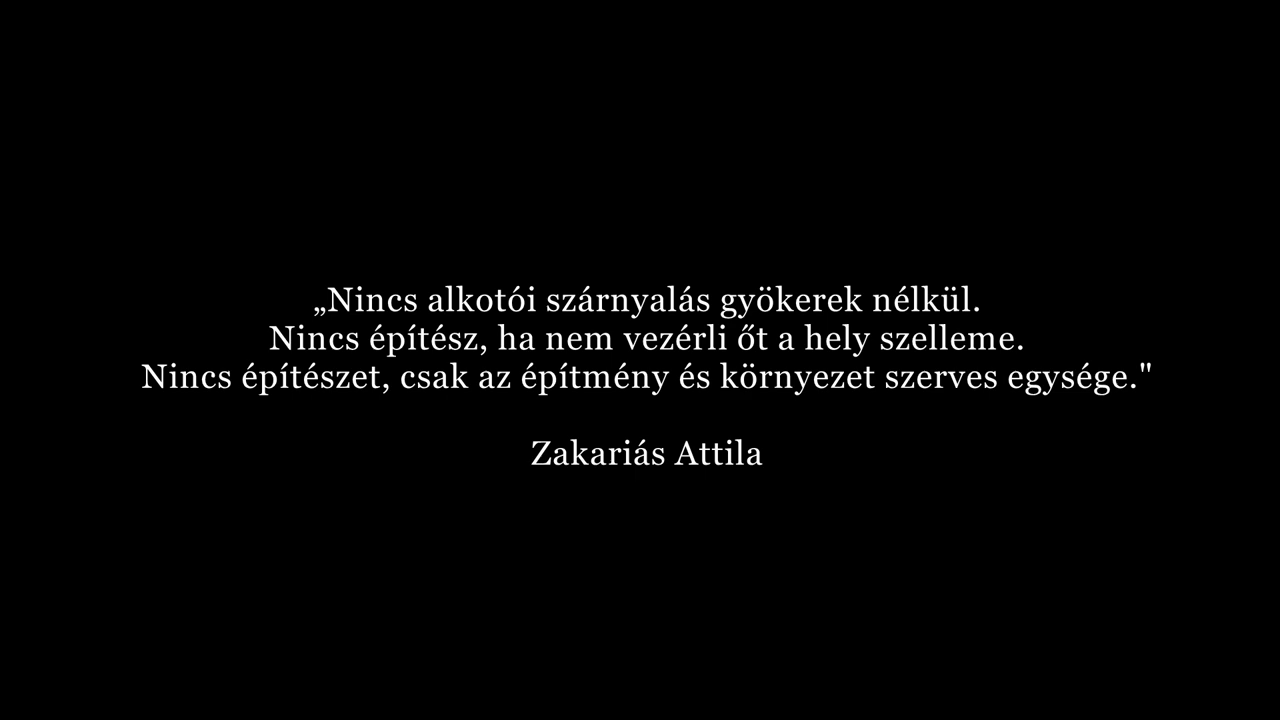 „Nincs alkotói szárnyalás gyökerek nélkül.
Nincs építész, ha nem vezérli őt a hely szelleme.
Nincs építészet, csak az építmény és környezet szerves egysége."
Zakariás Attila